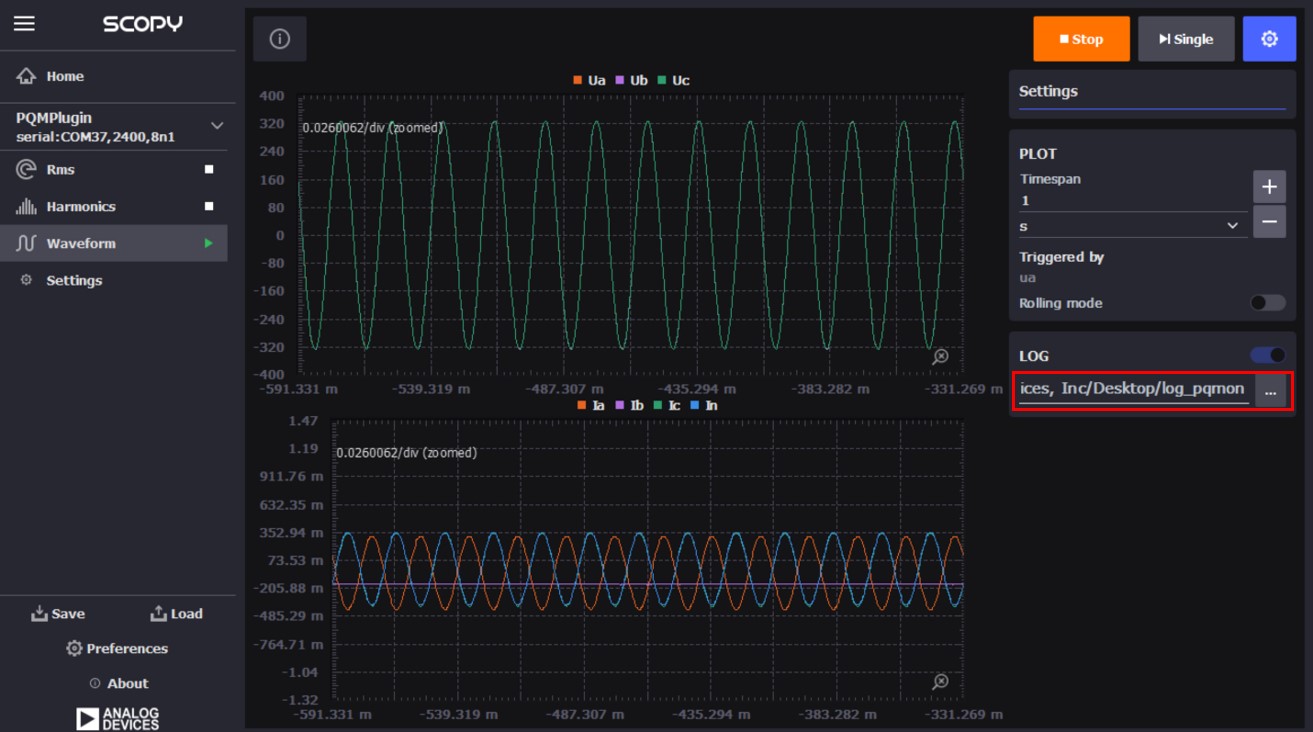 SCOPY
Home
PQMPlugin
serial:COM37,2400,8n1
Rms
Harmonics
Waveform
Settings
Save Load
Preferences
About
ANALOG
DEVICES
Stop Single
Ua Ub Uc
400
320
240
160
80
0
-80
-160
-240
-320
-400
0.0260062/div (zoomed)
-591.331 m -539.319 m -487.307 m -435.294 m -383.282 m -331.269 m
Ia Ib Ic In
1.47
1.19
911.76 m
632.35 m
352.94 m
73.53 m
-205.88 m
-485.29 m
-764.71 m
-1.04
-1.32
0.0260062/div (zoomed)
-591.331 m -539.319 m -487.307 m -435.294 m -383.282 m -331.269 m
Settings
PLOT
Timespan
1
s
+
−
Triggered by
ua
Rolling mode
LOG
ices, Inc/Desktop/log_pqmon ...